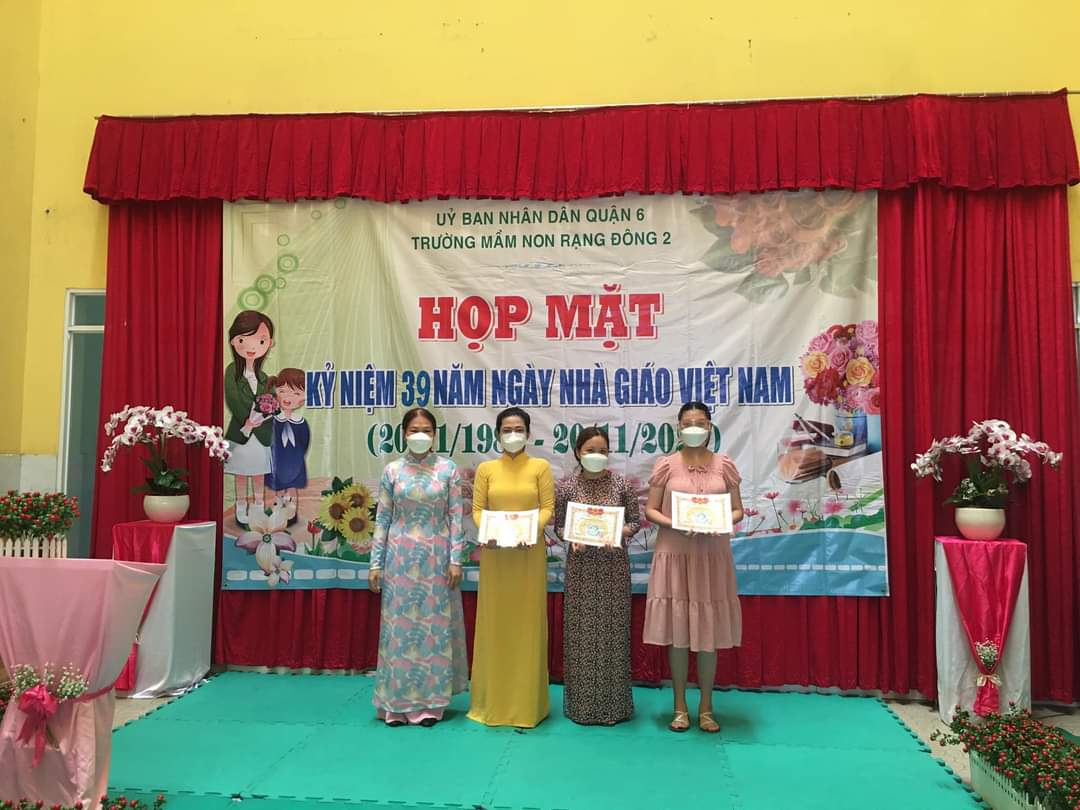 UỶ BAN NHÂN DÂN QUẬN 6
TRƯỜNG MẦM NON RẠNG ĐÔNG 2
HỌP MẶT
KỶ NIỆM 39 NĂM NGÀY NHÀ GIÁO VIỆT NAM